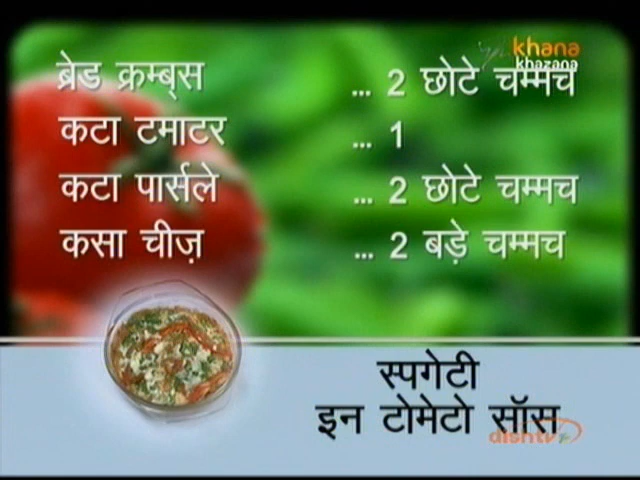 khana
khazana
ब्रेड क्रम्ब्स ... 2 छोटे चम्मच
कटा टमाटर ... 1
कटा पार्सले ... 2 छोटे चम्मच
कसा चीज़ ... 2 बड़े चम्मच
स्पगेटी
इन टोमेटो सॉस
dishtv